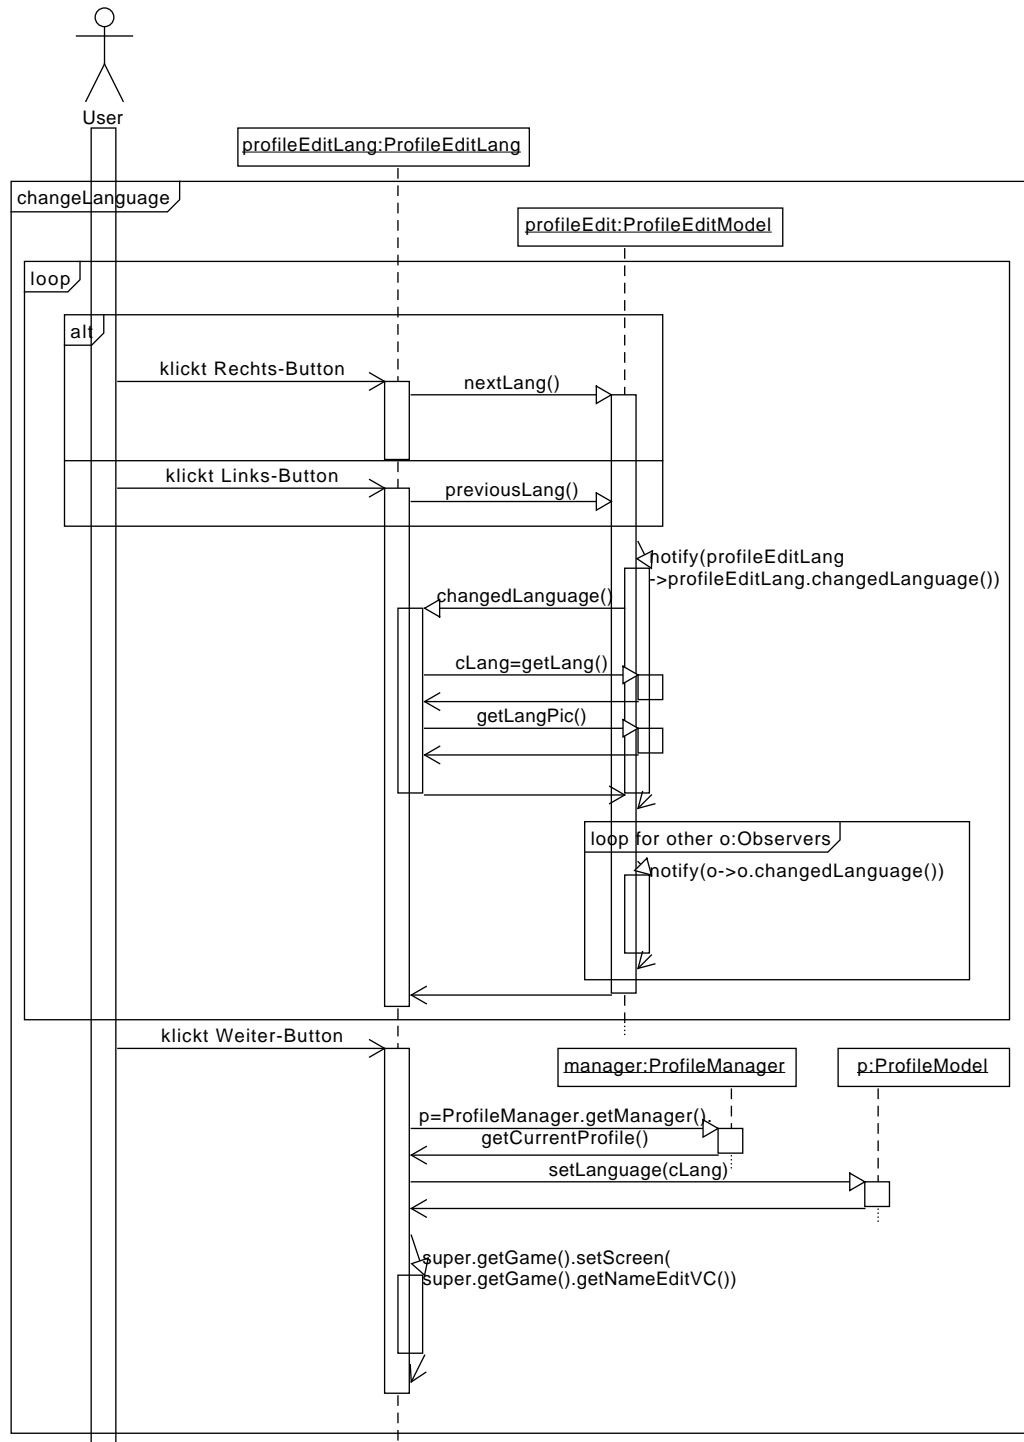 User
profileEditLang:ProfileEditLang
changeLanguage
profileEdit:ProfileEditModel
loop
alt
klickt Rechts-Button
nextLang()
klickt Links-Button
previousLang()
notify(profileEditLang
->profileEditLang.changedLanguage())
changedLanguage()
cLang=getLang()
getLangPic()
loop for other o:Observers
notify(o->o.changedLanguage())
klickt Weiter-Button
manager:ProfileManager
p:ProfileModel
p=ProfileManager.getManager().
getCurrentProfile()
setLanguage(cLang)
super.getGame().setScreen(
super.getGame().getNameEditVC())